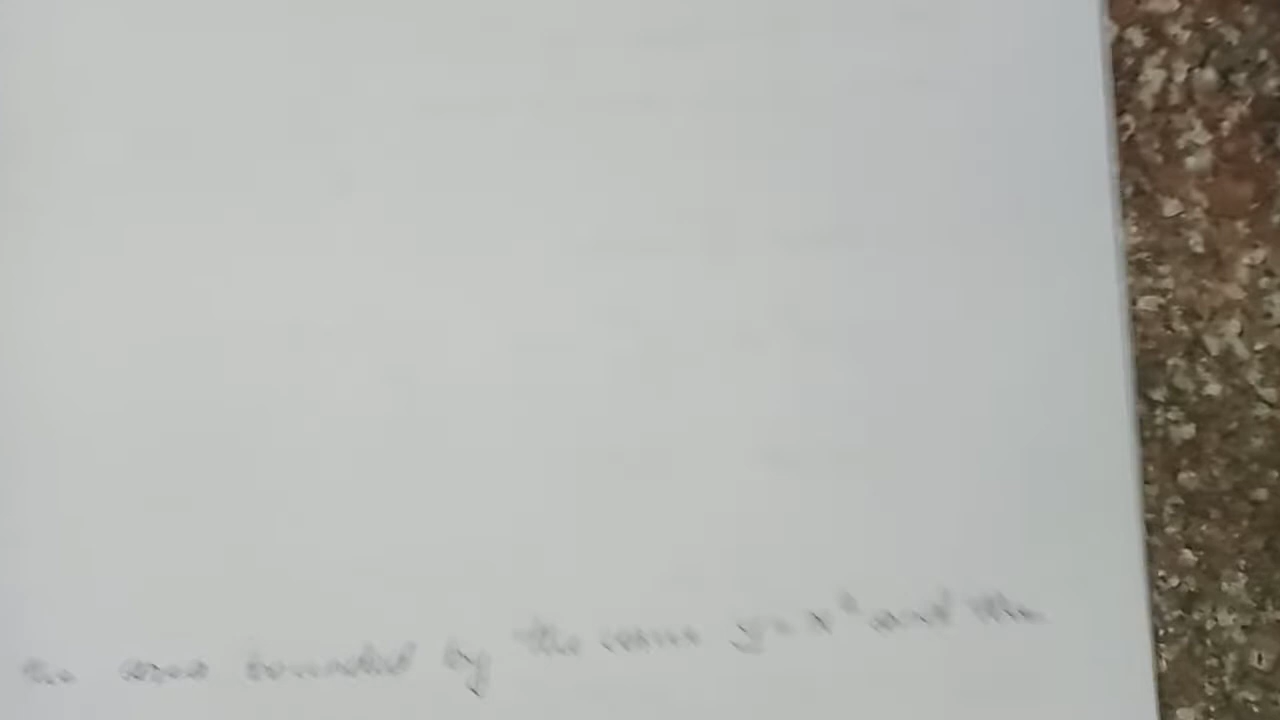 the area bounded by the curve y = x² and the